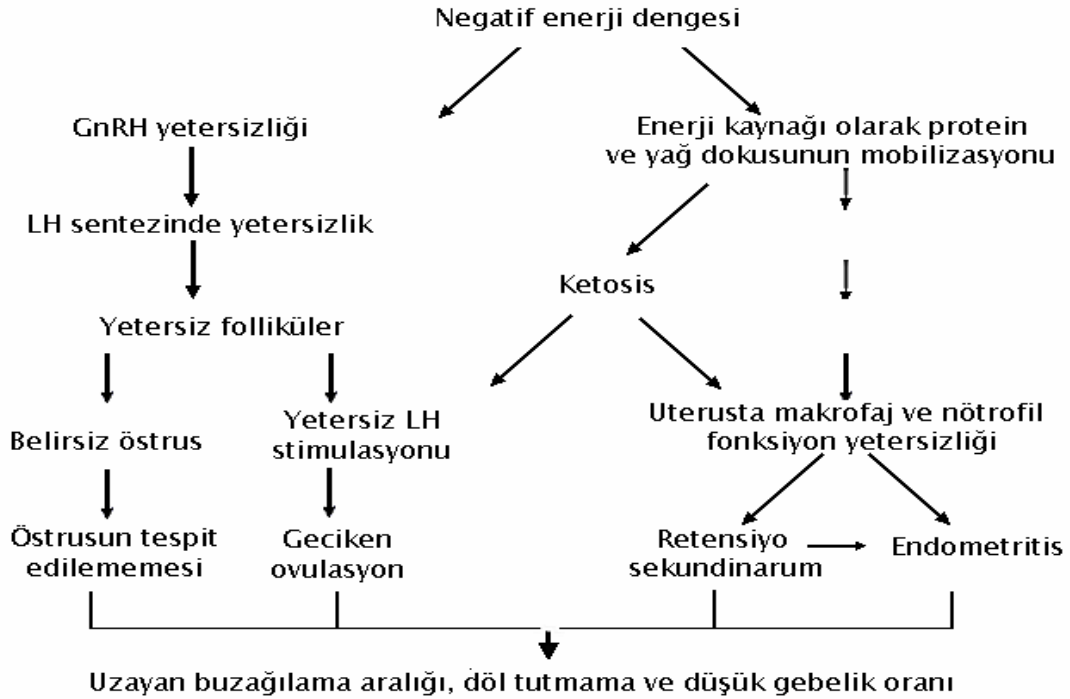 Negatif enerji dengesi
GnRH yetersizliği
Enerji kaynağı olarak protein
ve yağ dokusunun mobilizasyonu
LH sentezinde yetersizlik
Ketosis
Yetersiz folliküler
Belirsiz östrus
Yetersiz LH
stimulasyonu
Uterusta makrofaj ve nötrofil
fonksiyon yetersizliği
Östrusun tespit
edilememesi
Geciken
ovulasyon
Retensiyo
sekundinarum
Endometritis
Uzayan buzağılama aralığı, döl tutmama ve düşük gebelik oranı